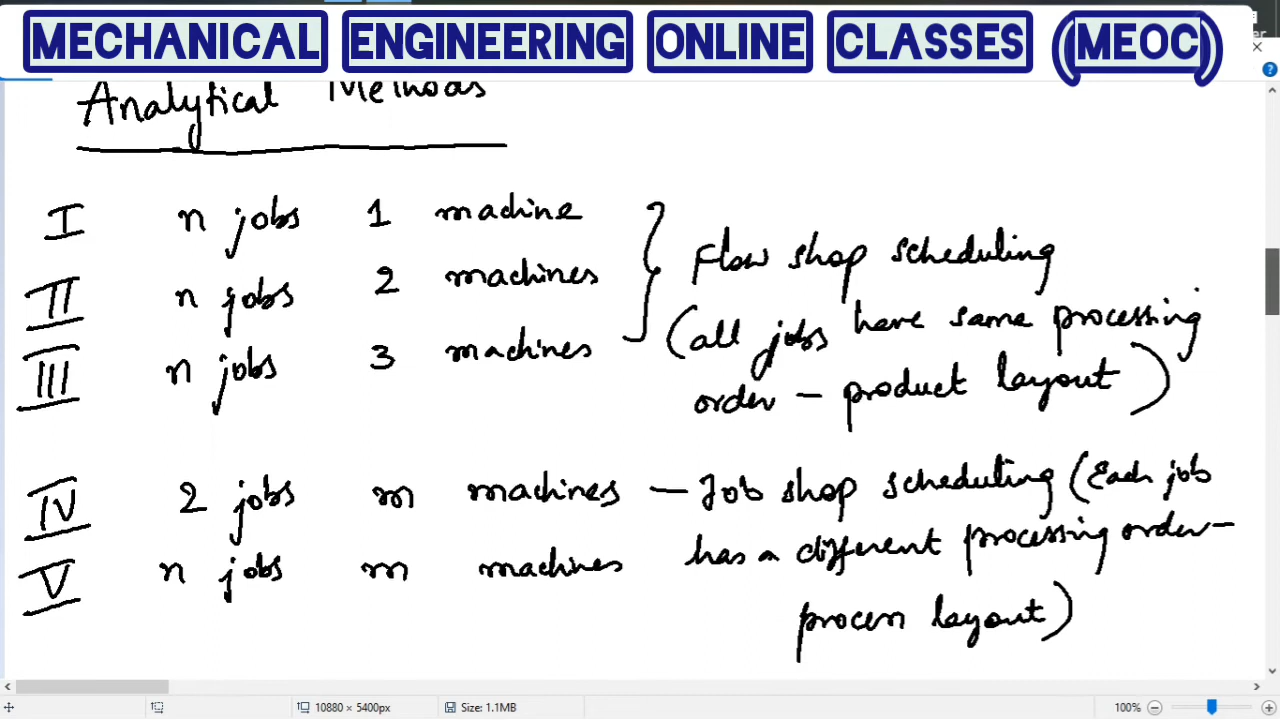 MECHANICAL ENGINEERING ONLINE CLASSES (MEOC)
Analytical Methods
I n jobs 1 machine
II n jobs 2 machines
III n jobs 3 machines
Flow shop scheduling
(all jobs have same processing
order - product layout)
IV 2 jobs m machines - Job shop scheduling (Each job
has a different processing order-
process layout)
V n jobs m machines
10880 × 5400px
Size: 1.1MB
100%